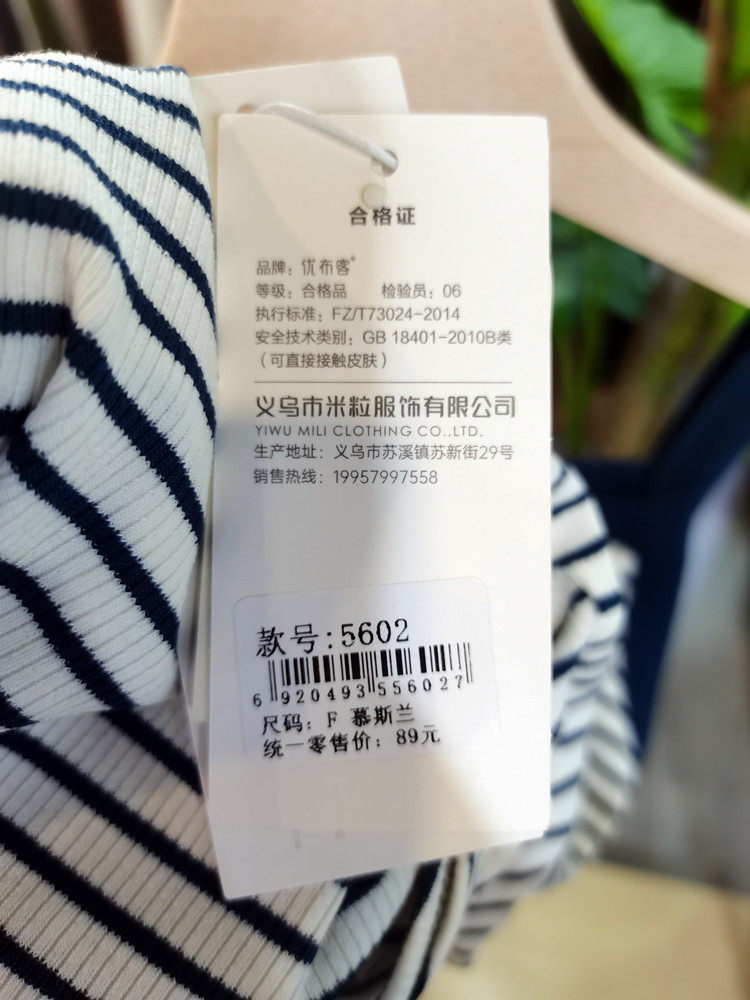 合格证
品牌：优布客®
等级：合格品 检验员：06
执行标准：FZ/T73024-2014
安全技术类别：GB 18401-2010B类
（可直接接触皮肤）
义乌市米粒服饰有限公司
YIWU MILI CLOTHING CO.,LTD.
生产地址：义乌市苏溪镇苏新街29号
销售热线：19957997558
款号:5602
6 920493 556027
尺码：F 慕斯兰
统一零售价：89元